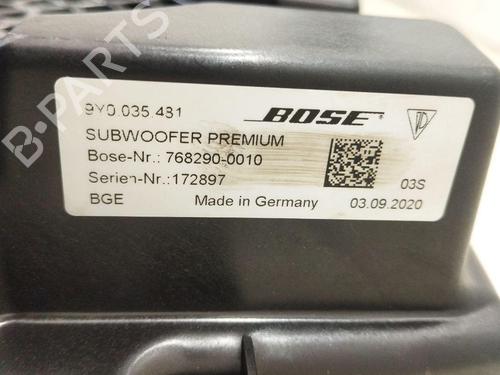 B-PARTS
9Y0.035.481
BOSE
SUBWOOFER PREMIUM
Bose-Nr.: 768290-0010
Serien-Nr.:172897
03S
BGE
Made in Germany
03.09.2020